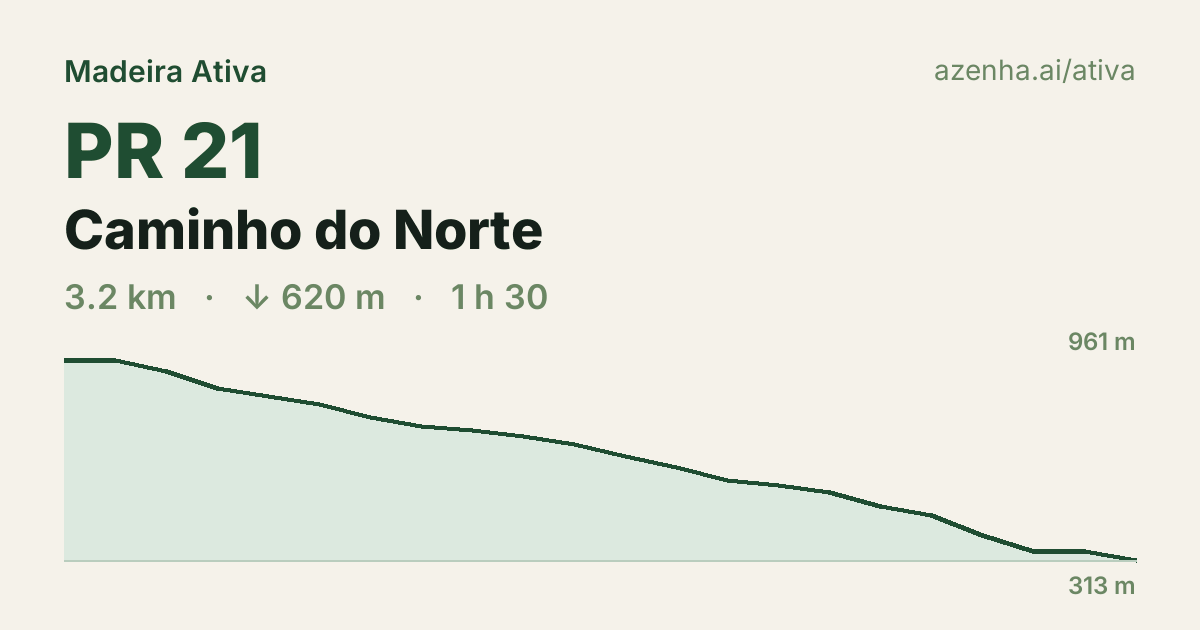 Madeira Ativa
azenha.ai/ativa
PR 21
Caminho do Norte
3.2 km · ↓ 620 m · 1 h 30
961 m
313 m